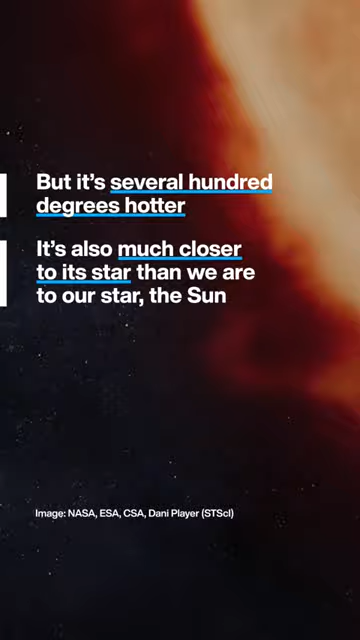 But it's several hundred
degrees hotter
It's also much closer
to its star than we are
to our star, the Sun
Image: NASA, ESA, CSA, Dani Player (STScI)